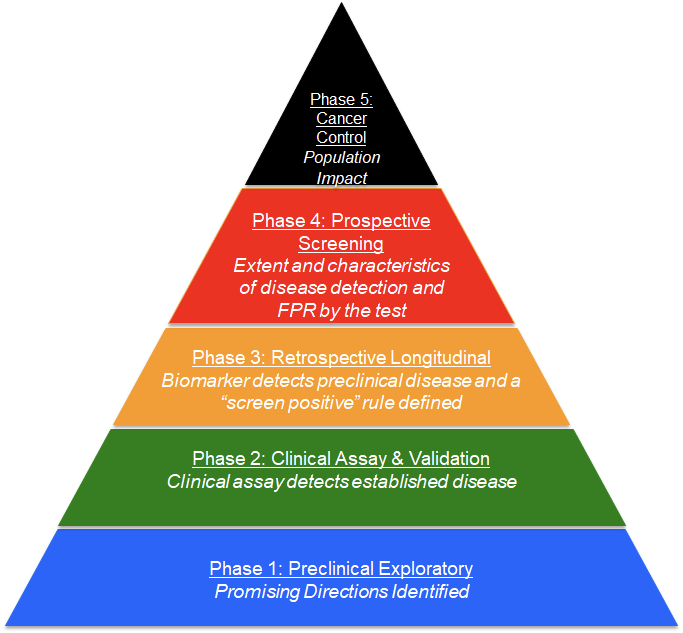 Phase 5:
Cancer
Control
Population
Impact
Phase 4: Prospective
Screening
Extent and characteristics
of disease detection and
FPR by the test
Phase 3: Retrospective Longitudinal
Biomarker detects preclinical disease and a
“screen positive” rule defined
Phase 2: Clinical Assay & Validation
Clinical assay detects established disease
Phase 1: Preclinical Exploratory
Promising Directions Identified